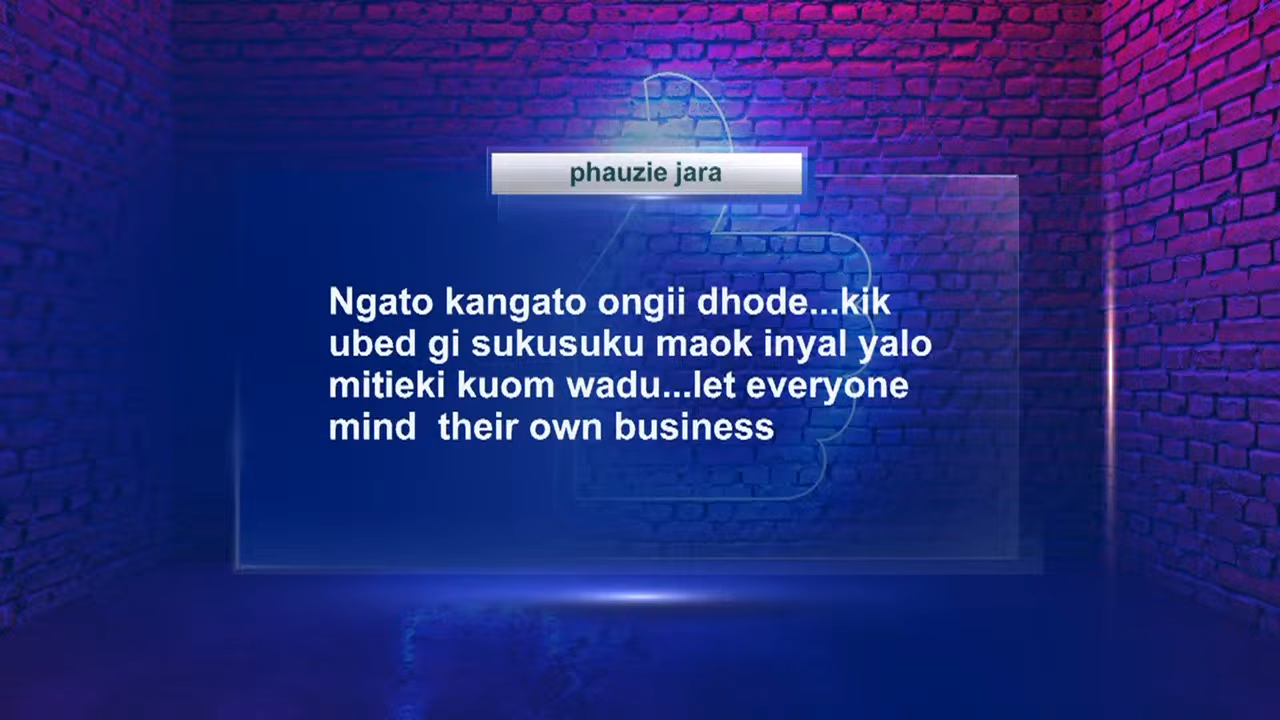 phauzie jara
Ngato kangato ongii dhode...kik
ubed gi sukusuku maok inyal yalo
mitieki kuom wadu...let everyone
mind  their own business